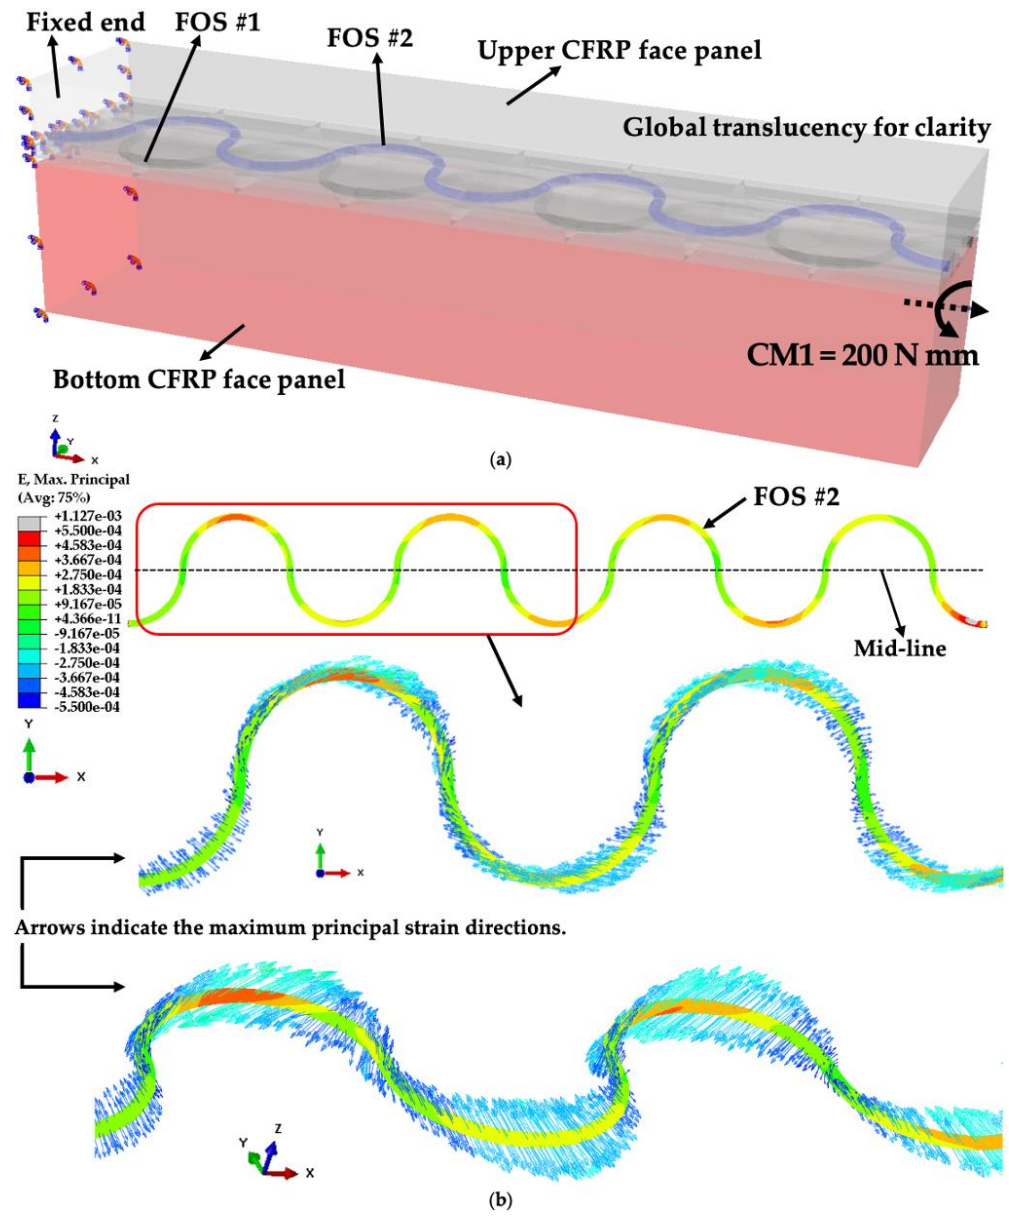 Fixed end
FOS #1
FOS #2
Upper CFRP face panel
Global translucency for clarity
CM1 = 200 N mm
Bottom CFRP face panel
Z
Y
X
(a)
E, Max. Principal
(Avg: 75%)
+1.127e-03
+5.500e-04
+4.583e-04
+3.667e-04
+2.750e-04
+1.833e-04
+9.167e-05
+4.366e-11
-9.167e-05
-1.833e-04
-2.750e-04
-3.667e-04
-4.583e-04
-5.500e-04
FOS #2
Mid-line
Y
X
Y
X
Arrows indicate the maximum principal strain directions.
Y
Z
X
(b)